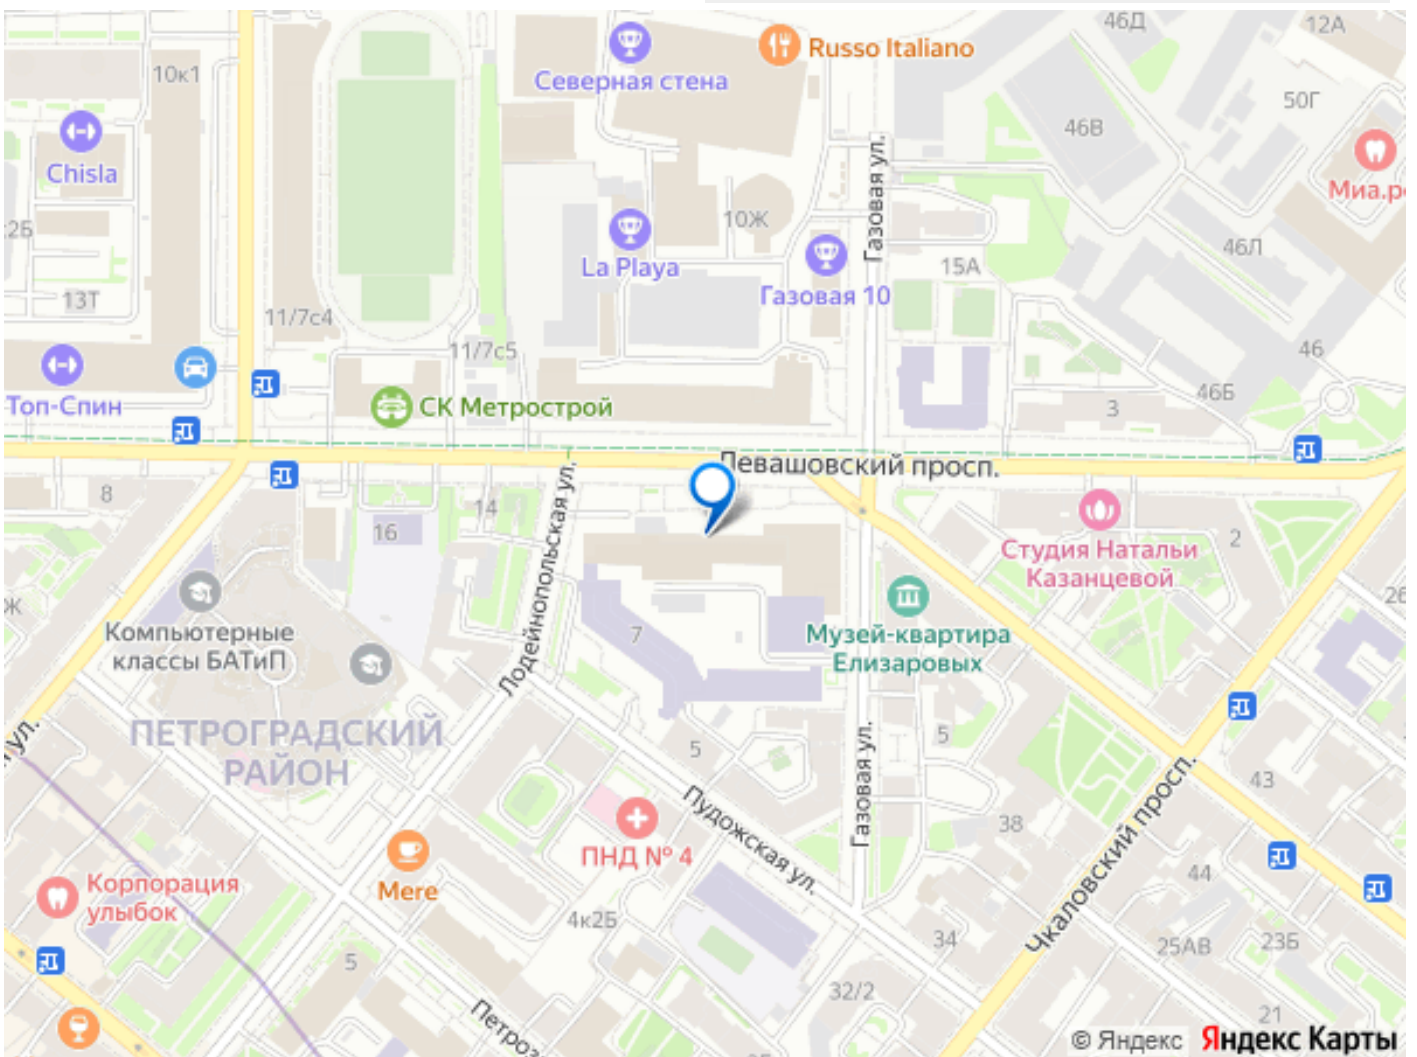 46Д
12А
Russo Italiano
10к1
Северная стена
50Г
46В
Chisla
Газовая ул.
10Ж
2Б
46Л
La Playa
15А
Газовая 10
13Т
11/7с4
11/7с5
46
46Б
Топ-Спин
СК Метрострой
3
Левашовский просп.
8
14
16
Лодейнопольская ул.
Студия Натальи
Казанцевой
2
26
Ж
Компьютерные
классы БАТиП
7
Музей-квартира
Елизаровых
ПЕТРОГРАДСКИЙ
РАЙОН
ул.
5
5
Газовая ул.
43
Пудожская ул.
38
Чкаловский просп.
ПНД № 4
Mere
Корпорация
улыбок
44
4к2Б
34
25АВ
23Б
5
32/2
21
© Яндекс Яндекс Карты